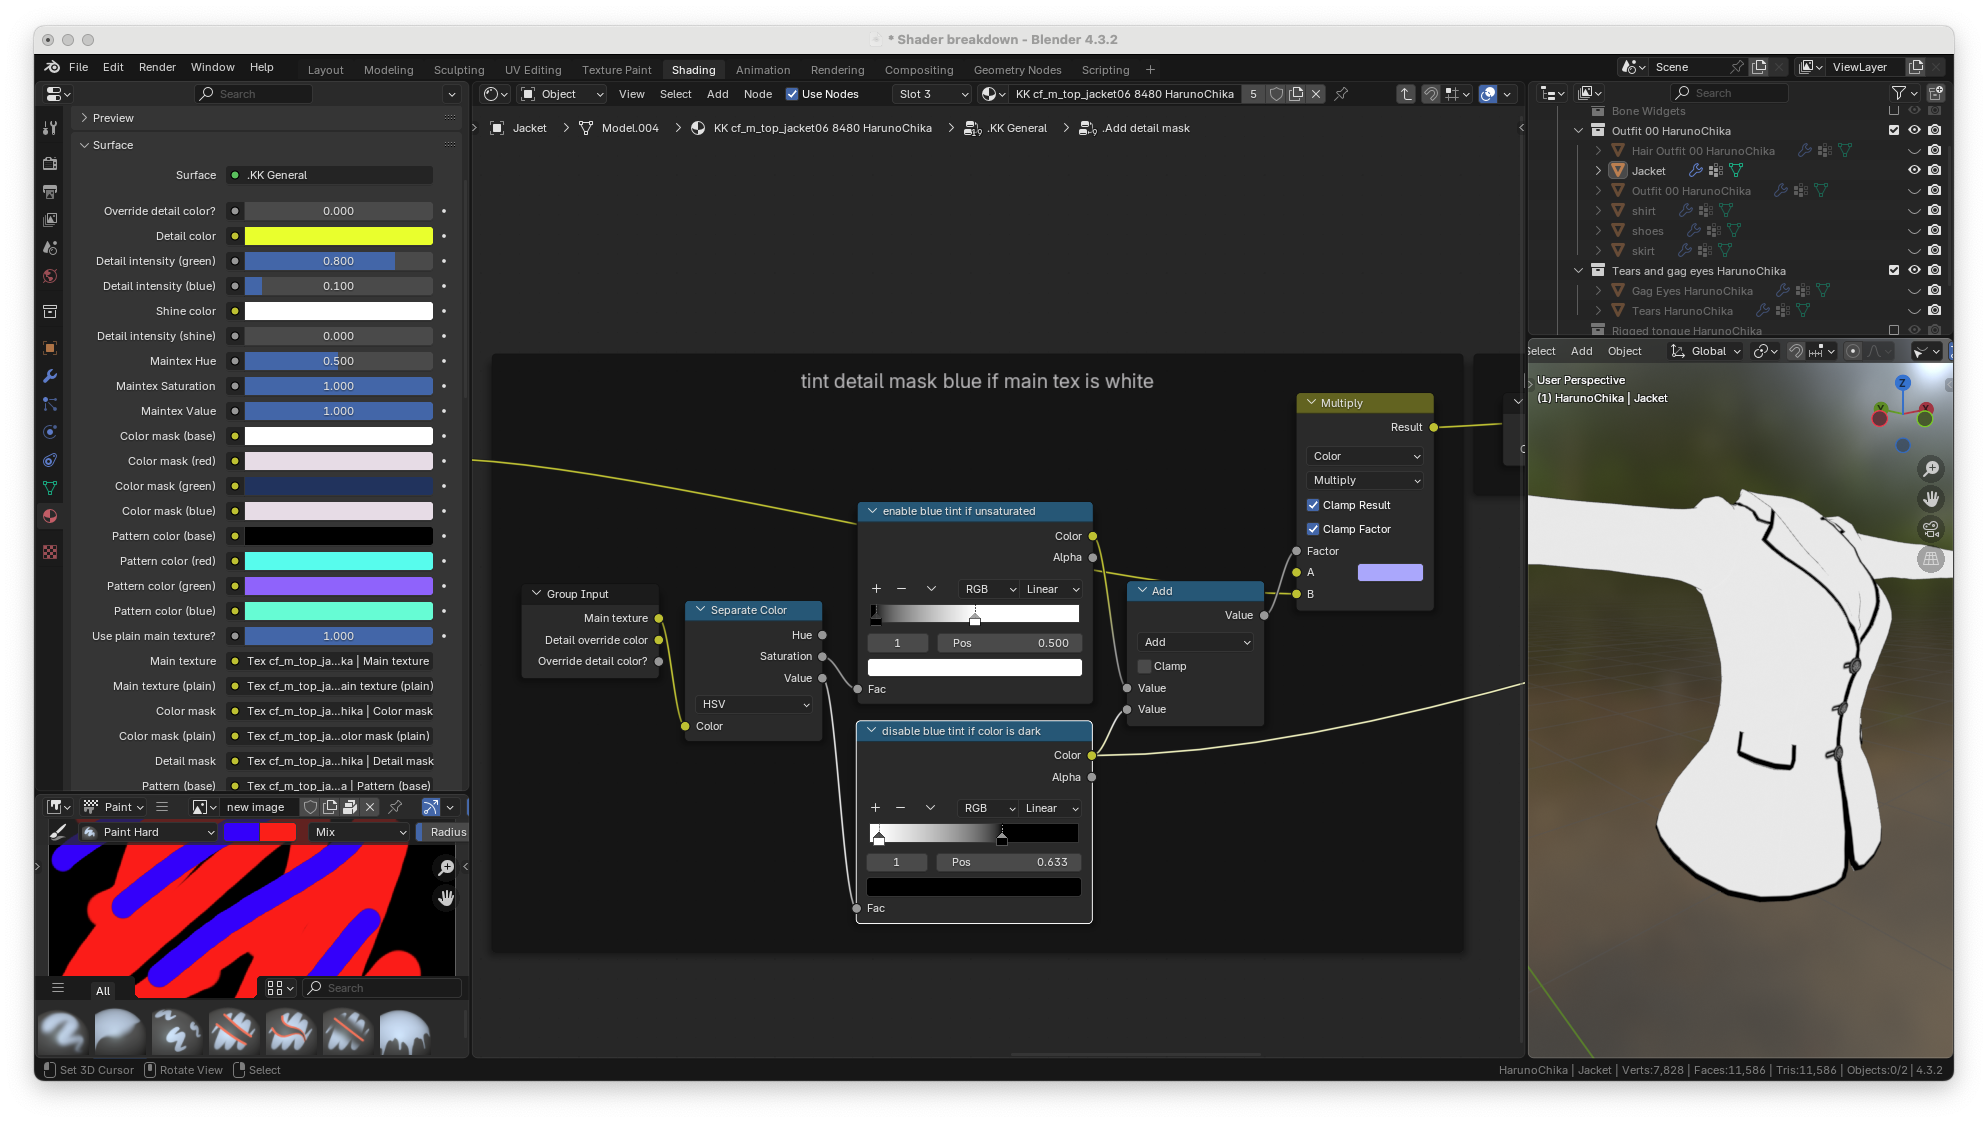 * Shader breakdown - Blender 4.3.2
File Edit Render Window Help
Layout Modeling Sculpting UV Editing Texture Paint Shading Animation Rendering Compositing Geometry Nodes Scripting +
Scene
ViewLayer
Search
Object View Select Add Node Use Nodes Slot 3 KK cf_m_top_jacket06 8480 HarunoChika 5
Search
Jacket > Model.004 > KK cf_m_top_jacket06 8480 HarunoChika > .KK General > .Add detail mask
Preview
Surface
Surface .KK General
Override detail color? 0.000
Detail color
Detail intensity (green) 0.800
Detail intensity (blue) 0.100
Shine color
Detail intensity (shine) 0.000
Maintex Hue 0.500
Maintex Saturation 1.000
Maintex Value 1.000
Color mask (base)
Color mask (red)
Color mask (green)
Color mask (blue)
Pattern color (base)
Pattern color (red)
Pattern color (green)
Pattern color (blue)
Use plain main texture? 1.000
Main texture Tex cf_m_top_ja...ka | Main texture
Main texture (plain) Tex cf_m_top_ja...ain texture (plain)
Color mask Tex cf_m_top_ja...hika | Color mask
Color mask (plain) Tex cf_m_top_ja...olor mask (plain)
Detail mask Tex cf_m_top_ja...hika | Detail mask
Pattern (base) Tex cf_m_top_ja...a | Pattern (base)
Paint new image
Paint Hard Mix Radius
All
Search
tint detail mask blue if main tex is white
Group Input
Main texture
Detail override color
Override detail color?
Separate Color
Hue
Saturation
Value
HSV
Color
enable blue tint if unsaturated
Color
Alpha
RGB Linear
1 Pos 0.500
Fac
disable blue tint if color is dark
Color
Alpha
RGB Linear
1 Pos 0.633
Fac
Add
Value
Add
Clamp
Value
Value
Multiply
Result
Color
Multiply
Clamp Result
Clamp Factor
Factor
A
B
Bone Widgets
Outfit 00 HarunoChika
Hair Outfit 00 HarunoChika
Jacket
Outfit 00 HarunoChika
shirt
shoes
skirt
Tears and gag eyes HarunoChika
Gag Eyes HarunoChika
Tears HarunoChika
Rigged tongue HarunoChika
Select Add Object Global
User Perspective
(1) HarunoChika | Jacket
Z
Set 3D Cursor Rotate View Select
HarunoChika | Jacket | Verts:7,828 | Faces:11,586 | Tris:11,586 | Objects:0/2 | 4.3.2